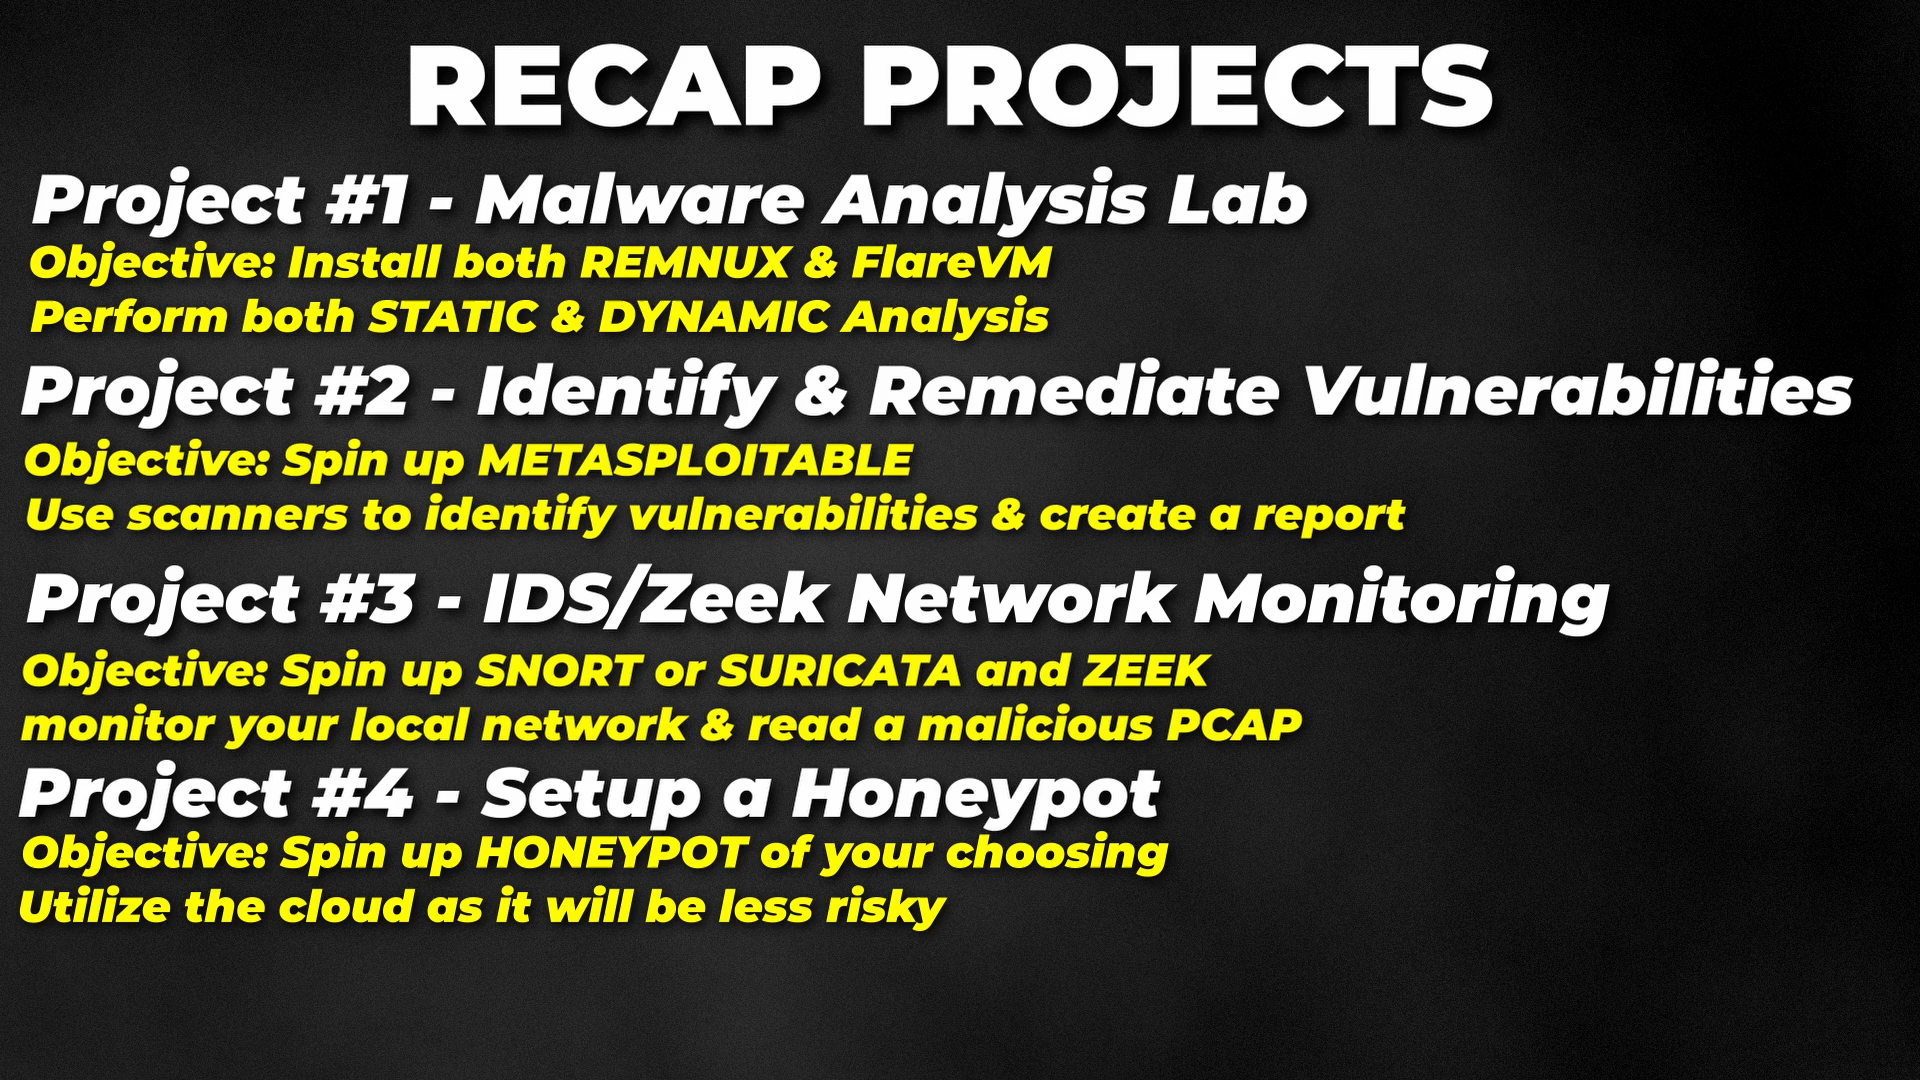 RECAP PROJECTS
Project #1 - Malware Analysis Lab
Objective: Install both REMNUX & FlareVM
Perform both STATIC & DYNAMIC Analysis
Project #2 - Identify & Remediate Vulnerabilities
Objective: Spin up METASPLOITABLE
Use scanners to identify vulnerabilities & create a report
Project #3 - IDS/Zeek Network Monitoring
Objective: Spin up SNORT or SURICATA and ZEEK
monitor your local network & read a malicious PCAP
Project #4 - Setup a Honeypot
Objective: Spin up HONEYPOT of your choosing
Utilize the cloud as it will be less risky